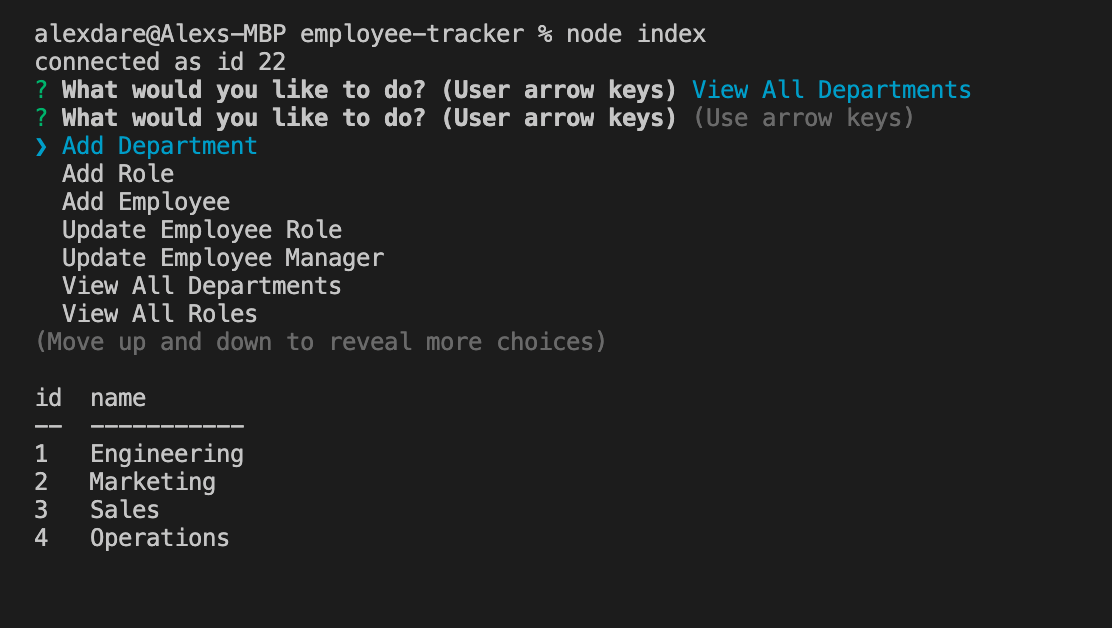 alexdare@Alexs-MBP employee-tracker % node index
connected as id 22
? What would you like to do? (User arrow keys) View All Departments
? What would you like to do? (User arrow keys) (Use arrow keys)
❯ Add Department
  Add Role
  Add Employee
  Update Employee Role
  Update Employee Manager
  View All Departments
  View All Roles
(Move up and down to reveal more choices)

id  name
--  -----------
1   Engineering
2   Marketing
3   Sales
4   Operations